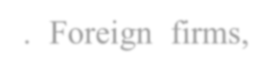 . Foreign firms,